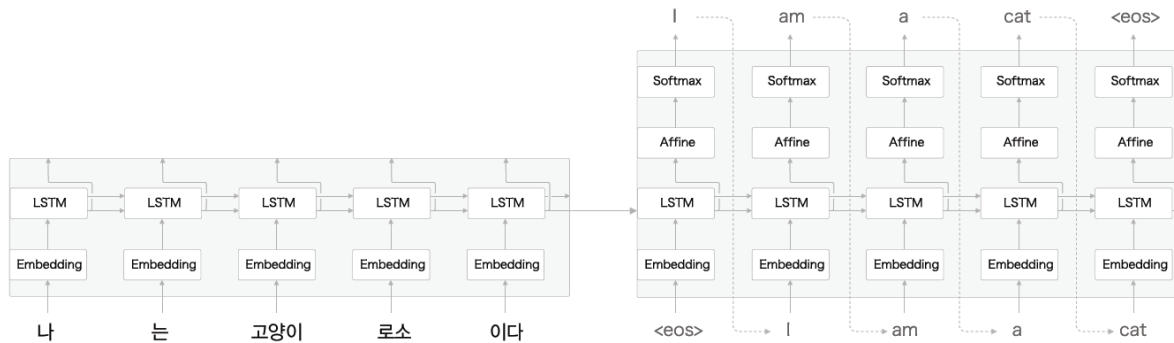 I am a cat <eos>
Softmax Softmax Softmax Softmax Softmax
Affine Affine Affine Affine Affine
LSTM LSTM LSTM LSTM LSTM LSTM LSTM LSTM LSTM LSTM
Embedding Embedding Embedding Embedding Embedding Embedding Embedding Embedding Embedding Embedding
나 는 고양이 로소 이다 <eos> I am a cat